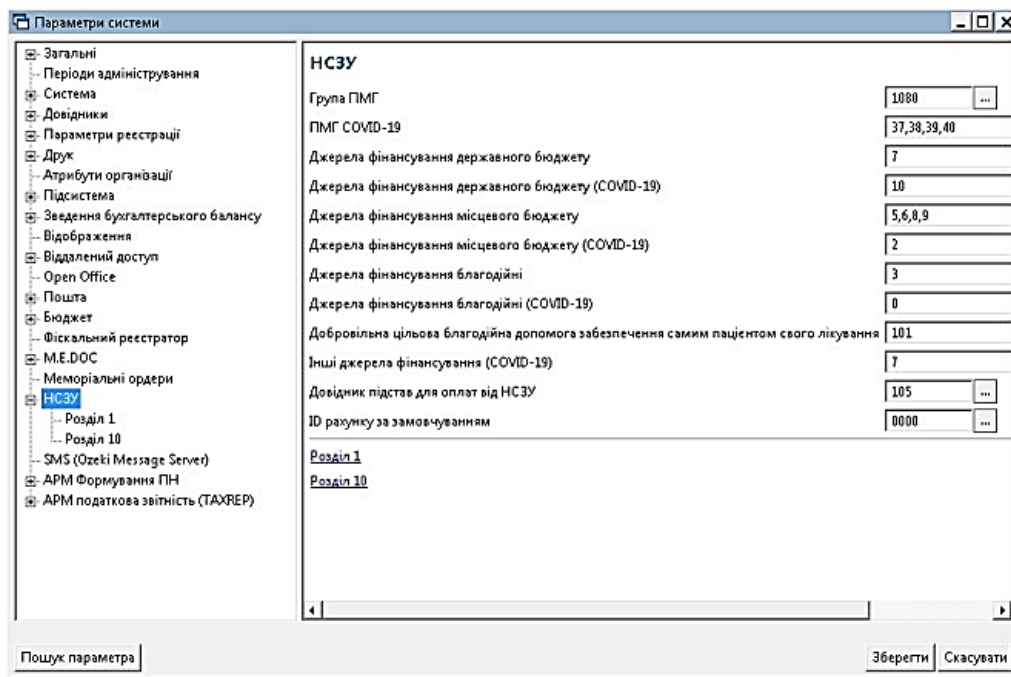 Параметри системи
Загальні
Періоди адміністрування
Система
Довідники
Параметри реєстрації
Друк
Атрибути організації
Підсистема
Зведення бухгалтерського балансу
Відображення
Віддалений доступ
Open Office
Пошта
Бюджет
Фіскальний реєстратор
M.E.DOC
Меморіальні ордери
НСЗУ
Розділ 1
Розділ 10
SMS (Ozeki Message Server)
АРМ Формування ПН
АРМ податкова звітність (TAXREP)
НСЗУ
Група ПМГ 1080 ...
ПМГ COVID-19 37,38,39,40
Джерела фінансування державного бюджету 7
Джерела фінансування державного бюджету (COVID-19) 10
Джерела фінансування місцевого бюджету 5,6,8,9
Джерела фінансування місцевого бюджету (COVID-19) 2
Джерела фінансування благодійні 3
Джерела фінансування благодійні (COVID-19) 0
Добровільна цільова благодійна допомога забезпечення самим пацієнтом свого лікування 101
Інші джерела фінансування (COVID-19) 7
Довідник підстав для оплат від НСЗУ 105 ...
ID рахунку за замовчуванням 0000 ...
Розділ 1
Розділ 10
Пошук параметра
Зберегти
Скасувати